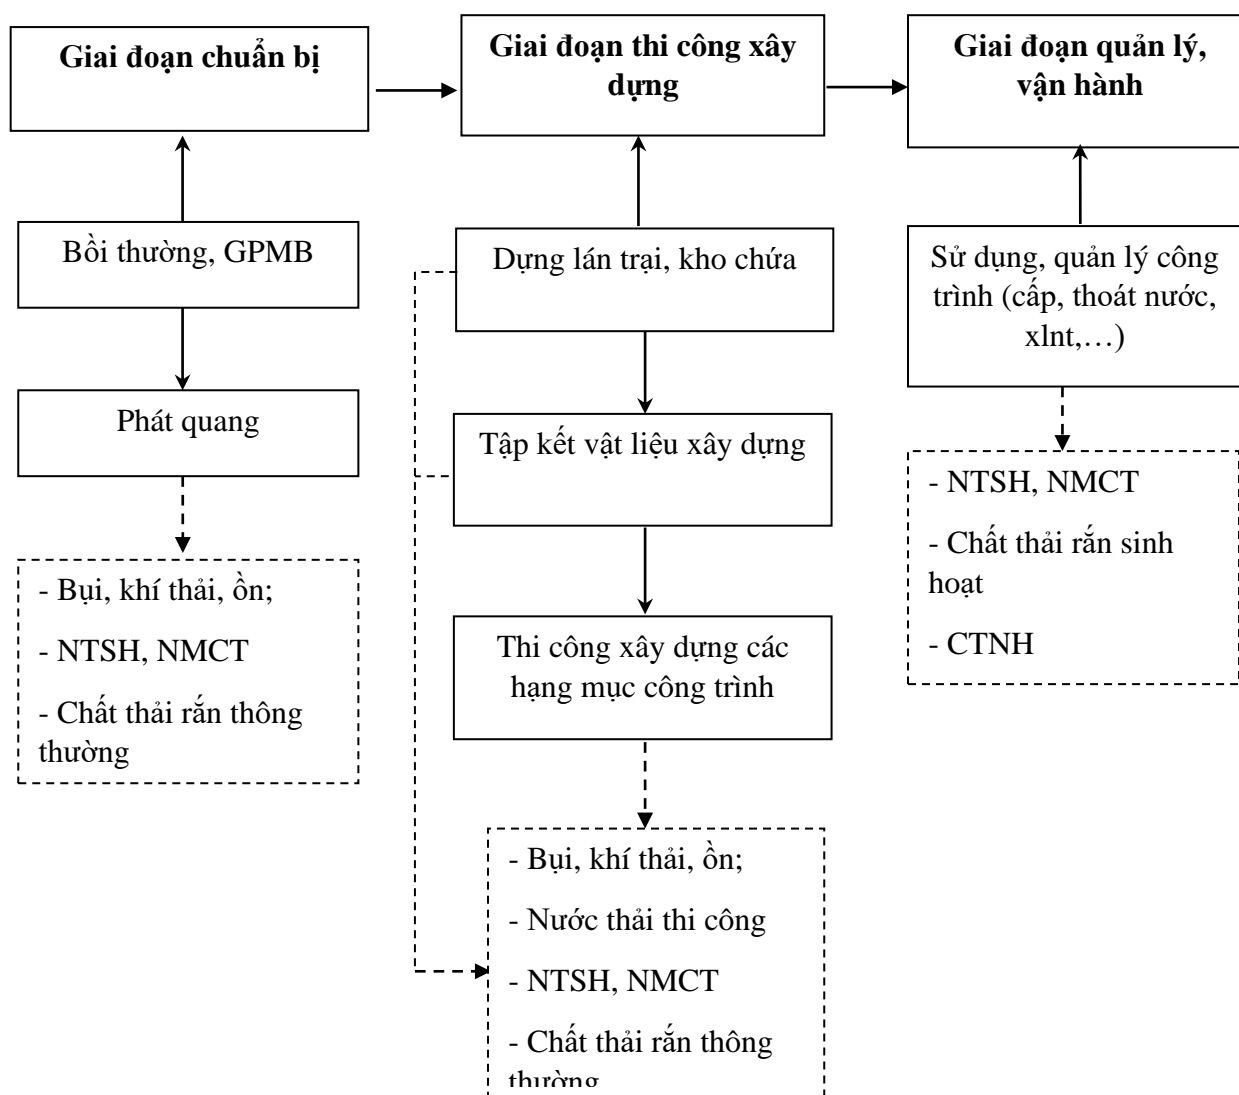 Giai đoạn chuẩn bị
Giai đoạn thi công xây
dựng
Giai đoạn quản lý,
vận hành
Bồi thường, GPMB
Dựng lán trại, kho chứa
Sử dụng, quản lý công
trình (cấp, thoát nước,
xlnt,…)
Phát quang
Tập kết vật liệu xây dựng
- NTSH, NMCT
- Chất thải rắn sinh
hoạt
- CTNH
- Bụi, khí thải, ồn;
- NTSH, NMCT
- Chất thải rắn thông
thường
Thi công xây dựng các
hạng mục công trình
- Bụi, khí thải, ồn;
- Nước thải thi công
- NTSH, NMCT
- Chất thải rắn thông
thường